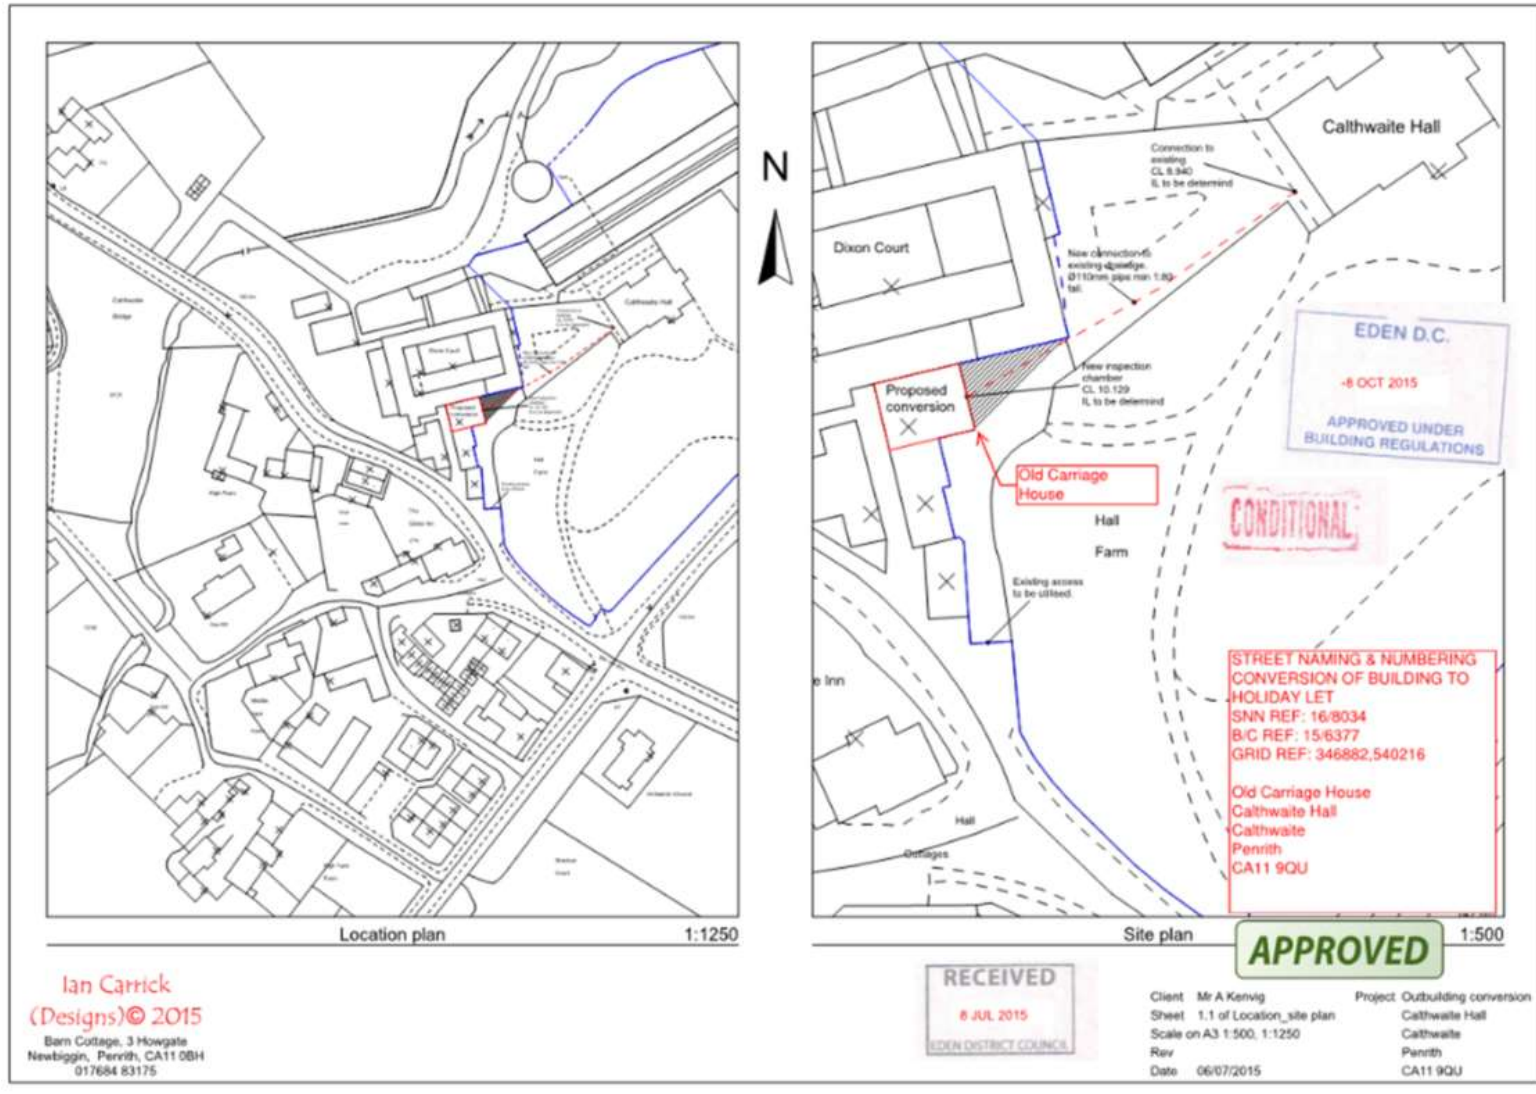 Calthwaite Hall
Dixon Court
Proposed
conversion
Location plan
1:1250
N
Calthwaite Hall
Connection to
existing
CL 8.940
IL to be determind
Dixon Court
New connection to
existing
Ø110mm pipe min 1:80
fall.
New inspection
chamber
CL 10.129
IL to be determind
Proposed
conversion
Old Carriage
House
Hall
Farm
Existing access
to be utilised.
e Inn
Hall
Cottages
EDEN D.C.
-8 OCT 2015
APPROVED UNDER
BUILDING REGULATIONS
CONDITIONAL
STREET NAMING & NUMBERING
CONVERSION OF BUILDING TO
HOLIDAY LET
SNN REF: 16/8034
B/C REF: 15/6377
GRID REF: 346882,540216
Old Carriage House
Calthwaite Hall
Calthwaite
Penrith
CA11 9QU
Site plan
1:500
APPROVED
Ian Carrick
(Designs)© 2015
Barn Cottage, 3 Howgate
Newbiggin, Penrith, CA11 0BH
017684 83175
RECEIVED
8 JUL 2015
EDEN DISTRICT COUNCIL
Client Mr A Kenvig
Sheet 1.1 of Location_site plan
Scale on A3 1:500, 1:1250
Rev
Date 06/07/2015
Project Outbuilding conversion
Calthwaite Hall
Calthwaite
Penrith
CA11 9QU